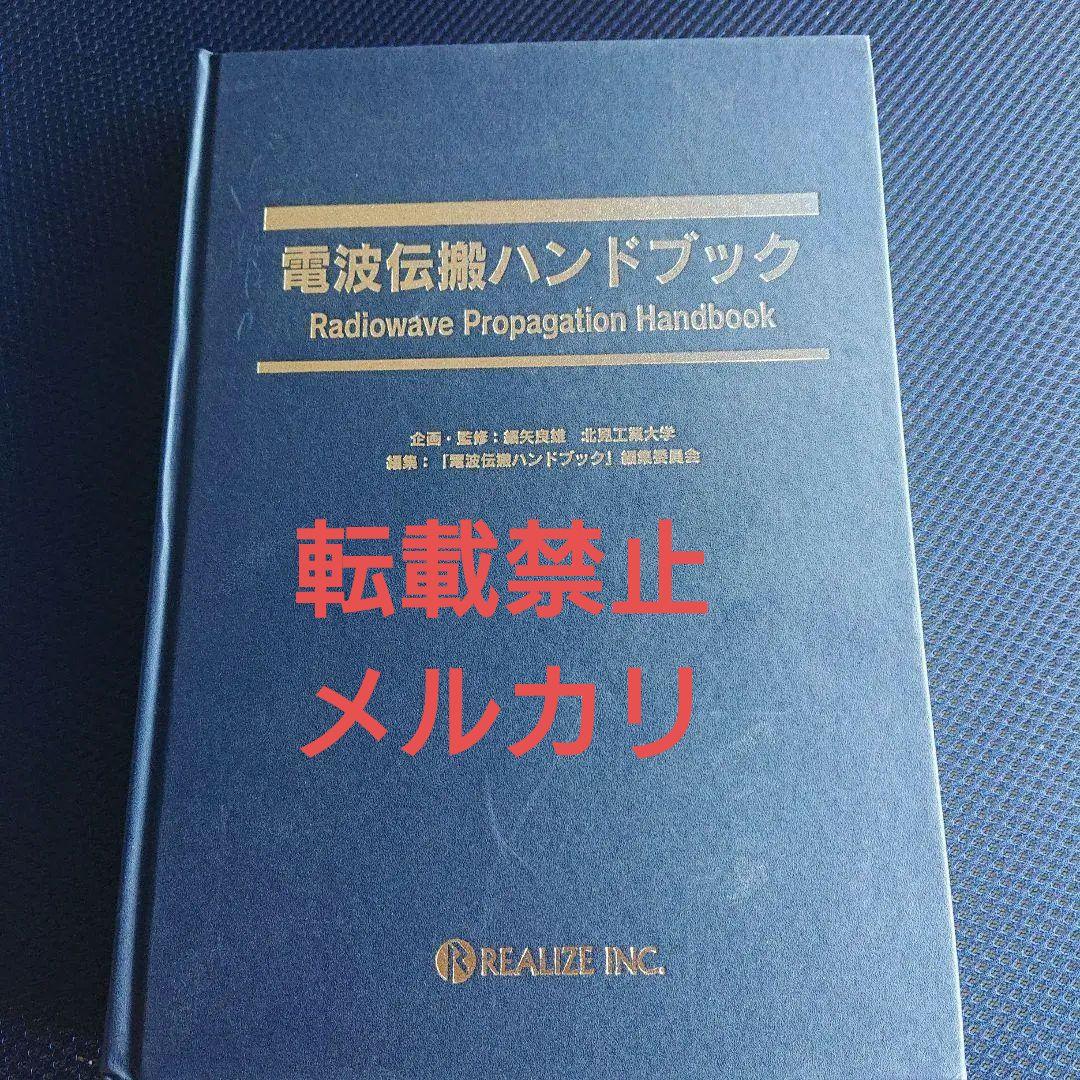 電波伝搬ハンドブック
Radiowave Propagation Handbook
企画・監修：細矢良雄 北見工業大学
編集：「電波伝搬ハンドブック」編集委員会
転載禁止
メルカリ
R REALIZE INC.